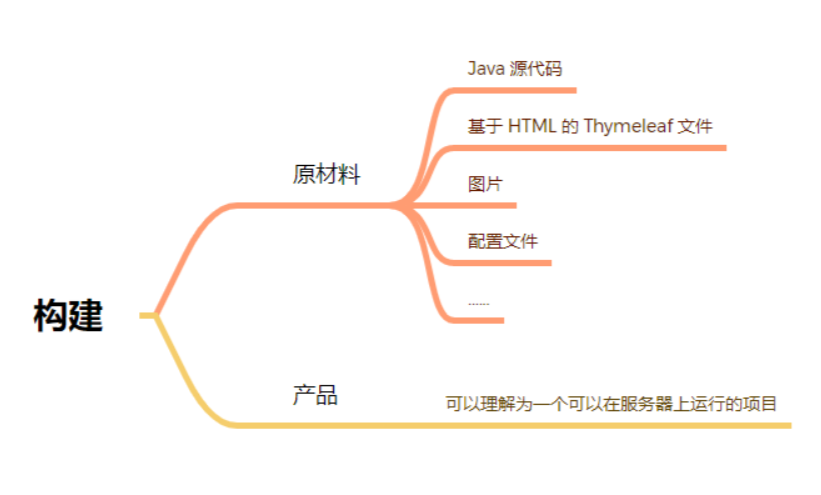 构建
原材料
Java 源代码
基于 HTML 的 Thymeleaf 文件
图片
配置文件
......
产品
可以理解为一个可以在服务器上运行的项目